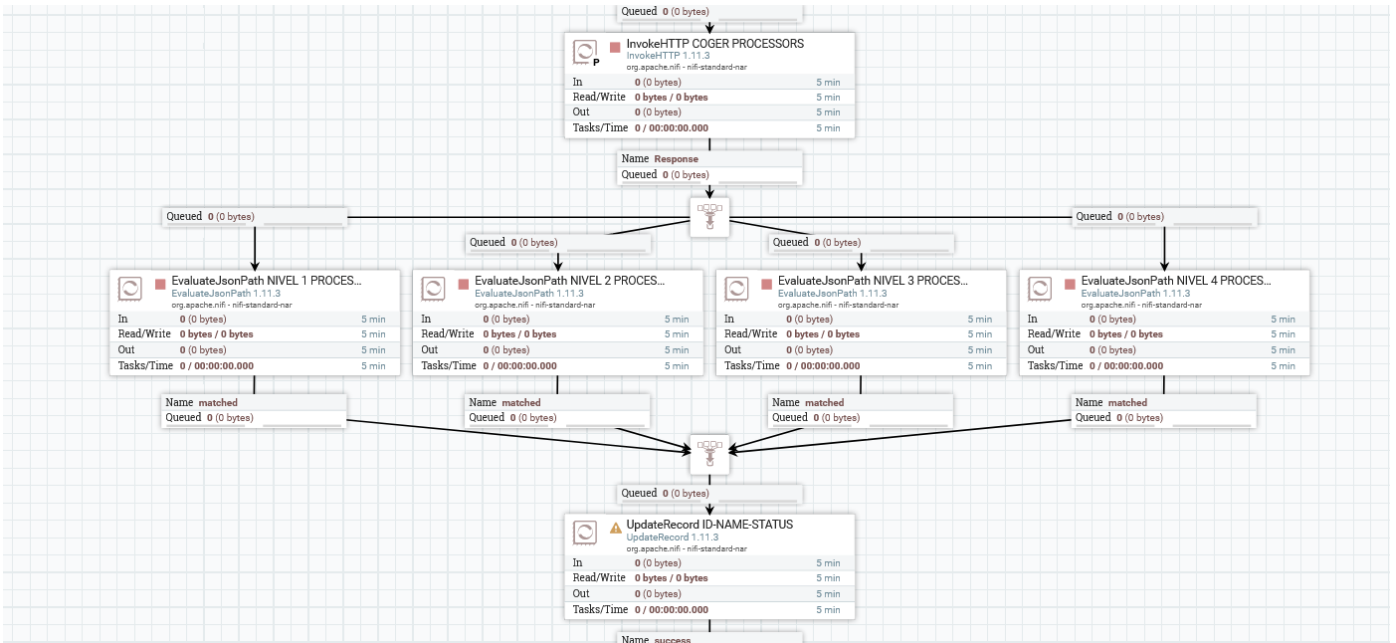 Queued 0 (0 bytes)
InvokeHTTP COGER PROCESSORS
InvokeHTTP 1.11.3
org.apache.nifi - nifi-standard-nar
P
In 0 (0 bytes) 5 min
Read/Write 0 bytes / 0 bytes 5 min
Out 0 (0 bytes) 5 min
Tasks/Time 0 / 00:00:00.000 5 min
Name Response
Queued 0 (0 bytes)
Queued 0 (0 bytes)
Queued 0 (0 bytes)
Queued 0 (0 bytes)
Queued 0 (0 bytes)
EvaluateJsonPath NIVEL 1 PROCES...
EvaluateJsonPath 1.11.3
org.apache.nifi - nifi-standard-nar
In 0 (0 bytes) 5 min
Read/Write 0 bytes / 0 bytes 5 min
Out 0 (0 bytes) 5 min
Tasks/Time 0 / 00:00:00.000 5 min
Name matched
Queued 0 (0 bytes)
EvaluateJsonPath NIVEL 2 PROCES...
EvaluateJsonPath 1.11.3
org.apache.nifi - nifi-standard-nar
In 0 (0 bytes) 5 min
Read/Write 0 bytes / 0 bytes 5 min
Out 0 (0 bytes) 5 min
Tasks/Time 0 / 00:00:00.000 5 min
Name matched
Queued 0 (0 bytes)
EvaluateJsonPath NIVEL 3 PROCES...
EvaluateJsonPath 1.11.3
org.apache.nifi - nifi-standard-nar
In 0 (0 bytes) 5 min
Read/Write 0 bytes / 0 bytes 5 min
Out 0 (0 bytes) 5 min
Tasks/Time 0 / 00:00:00.000 5 min
Name matched
Queued 0 (0 bytes)
EvaluateJsonPath NIVEL 4 PROCES...
EvaluateJsonPath 1.11.3
org.apache.nifi - nifi-standard-nar
In 0 (0 bytes) 5 min
Read/Write 0 bytes / 0 bytes 5 min
Out 0 (0 bytes) 5 min
Tasks/Time 0 / 00:00:00.000 5 min
Name matched
Queued 0 (0 bytes)
Queued 0 (0 bytes)
UpdateRecord ID-NAME-STATUS
UpdateRecord 1.11.3
org.apache.nifi - nifi-standard-nar
In 0 (0 bytes) 5 min
Read/Write 0 bytes / 0 bytes 5 min
Out 0 (0 bytes) 5 min
Tasks/Time 0 / 00:00:00.000 5 min
Name success